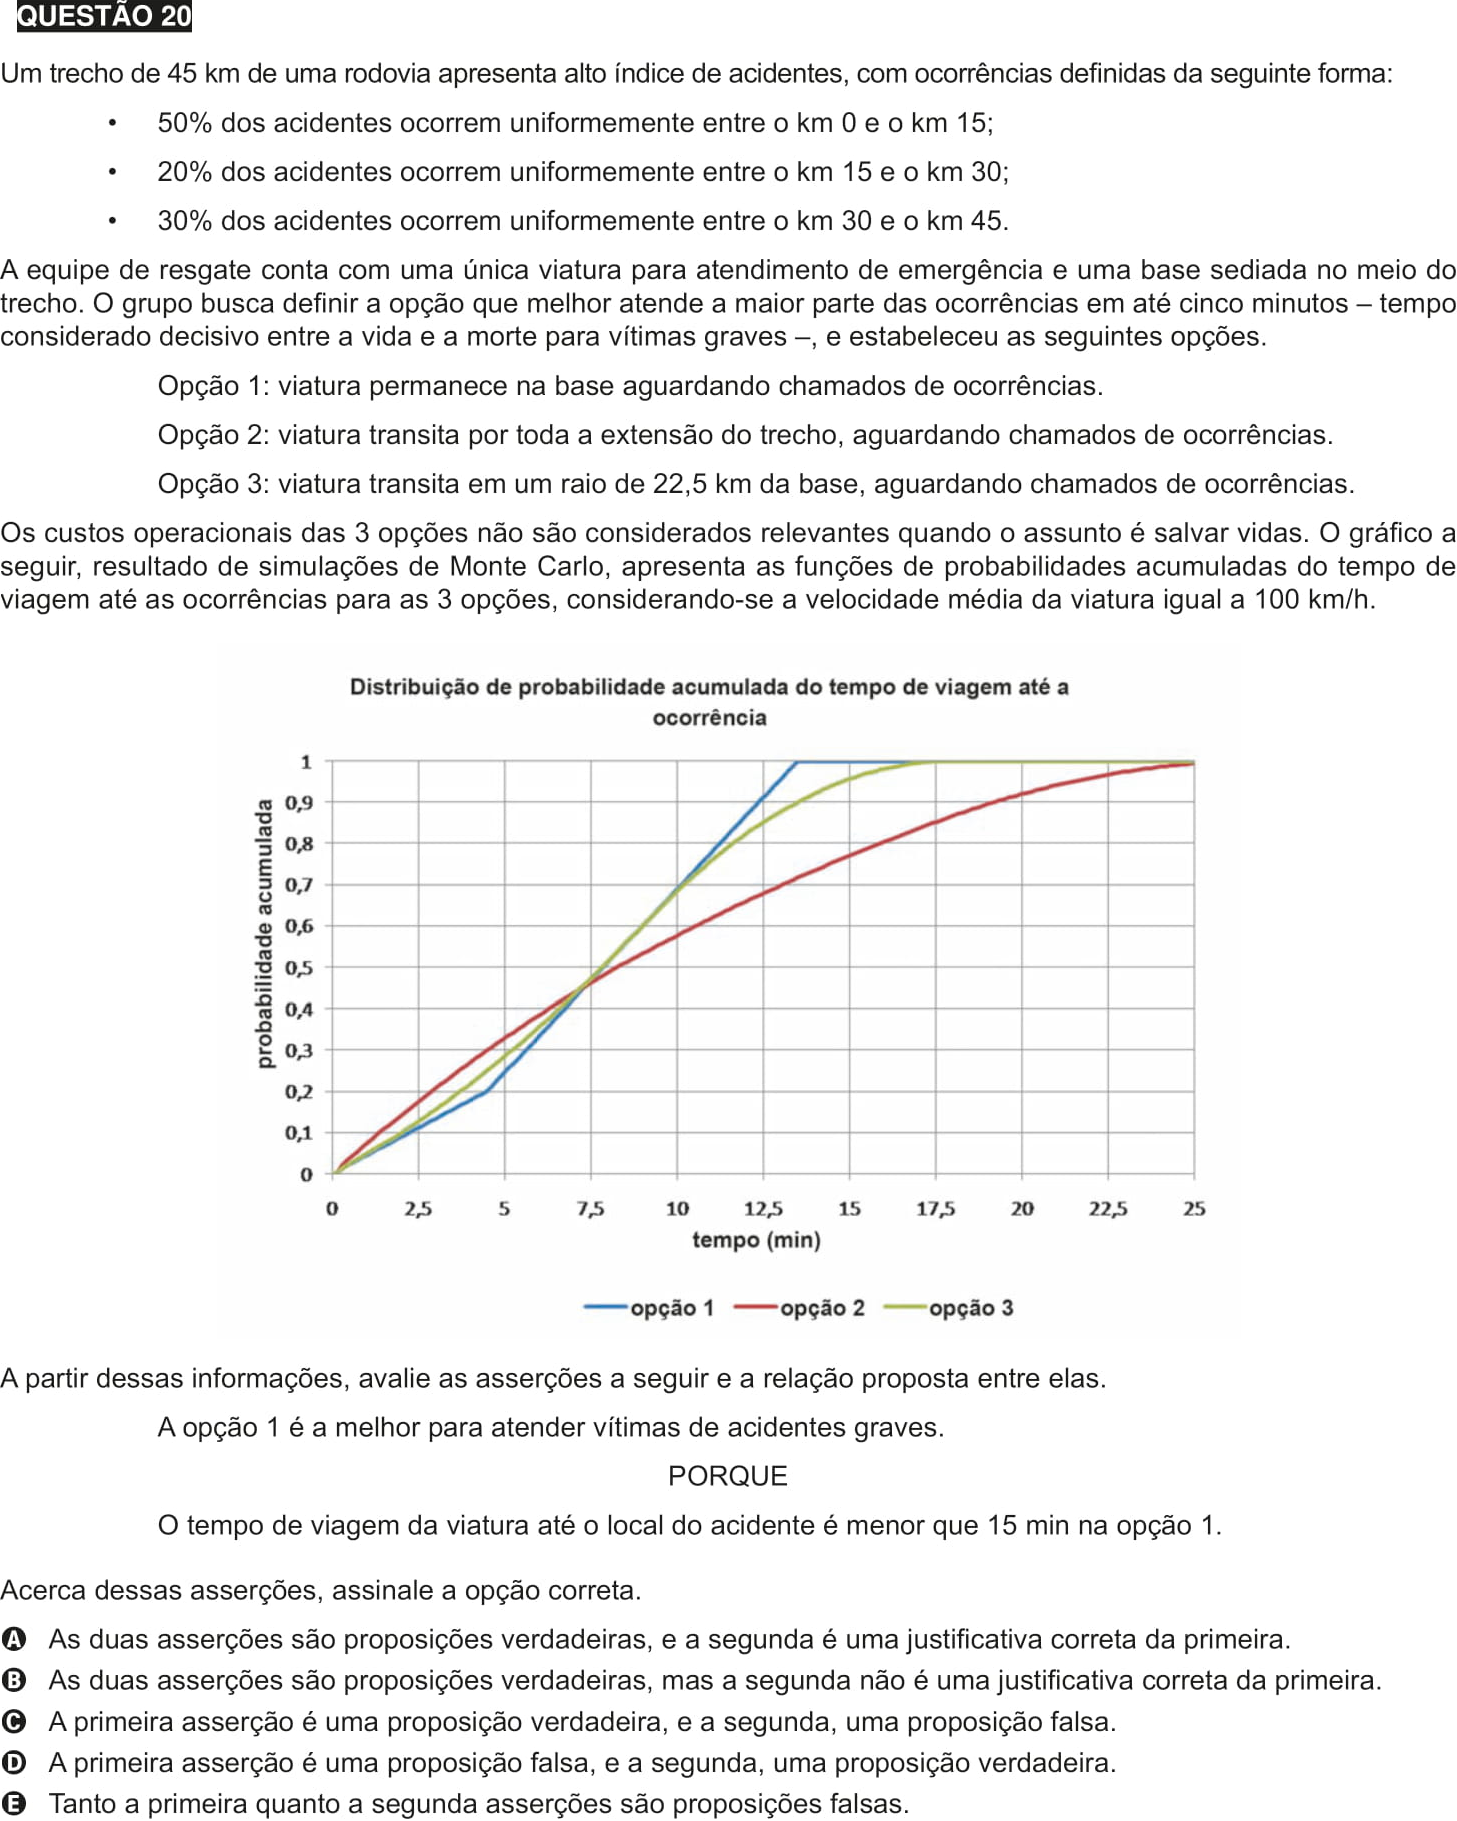 QUESTÃO 20
Um trecho de 45 km de uma rodovia apresenta alto índice de acidentes, com ocorrências definidas da seguinte forma:
• 50% dos acidentes ocorrem uniformemente entre o km 0 e o km 15;
• 20% dos acidentes ocorrem uniformemente entre o km 15 e o km 30;
• 30% dos acidentes ocorrem uniformemente entre o km 30 e o km 45.
A equipe de resgate conta com uma única viatura para atendimento de emergência e uma base sediada no meio do
trecho. O grupo busca definir a opção que melhor atende a maior parte das ocorrências em até cinco minutos – tempo
considerado decisivo entre a vida e a morte para vítimas graves –, e estabeleceu as seguintes opções.
Opção 1: viatura permanece na base aguardando chamados de ocorrências.
Opção 2: viatura transita por toda a extensão do trecho, aguardando chamados de ocorrências.
Opção 3: viatura transita em um raio de 22,5 km da base, aguardando chamados de ocorrências.
Os custos operacionais das 3 opções não são considerados relevantes quando o assunto é salvar vidas. O gráfico a
seguir, resultado de simulações de Monte Carlo, apresenta as funções de probabilidades acumuladas do tempo de
viagem até as ocorrências para as 3 opções, considerando-se a velocidade média da viatura igual a 100 km/h.
Distribuição de probabilidade acumulada do tempo de viagem até a
ocorrência
probabilidade acumulada
1
0,9
0,8
0,7
0,6
0,5
0,4
0,3
0,2
0,1
0
0 2,5 5 7,5 10 12,5 15 17,5 20 22,5 25
tempo (min)
opção 1 opção 2 opção 3
A partir dessas informações, avalie as asserções a seguir e a relação proposta entre elas.
A opção 1 é a melhor para atender vítimas de acidentes graves.
PORQUE
O tempo de viagem da viatura até o local do acidente é menor que 15 min na opção 1.
Acerca dessas asserções, assinale a opção correta.
A As duas asserções são proposições verdadeiras, e a segunda é uma justificativa correta da primeira.
B As duas asserções são proposições verdadeiras, mas a segunda não é uma justificativa correta da primeira.
C A primeira asserção é uma proposição verdadeira, e a segunda, uma proposição falsa.
D A primeira asserção é uma proposição falsa, e a segunda, uma proposição verdadeira.
E Tanto a primeira quanto a segunda asserções são proposições falsas.